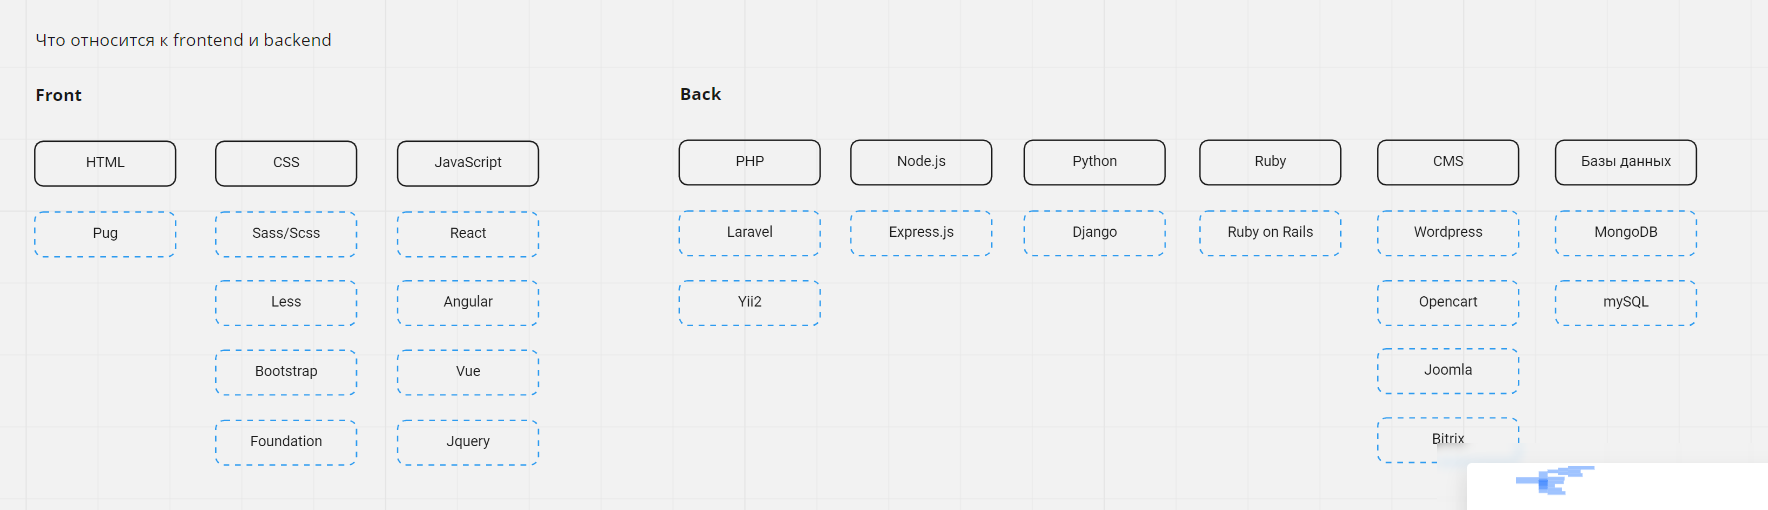 Что относится к frontend и backend
Front
HTML
CSS
JavaScript
Pug
Sass/Scss
React
Less
Angular
Bootstrap
Vue
Foundation
Jquery
Back
PHP
Node.js
Python
Ruby
CMS
Базы данных
Laravel
Express.js
Django
Ruby on Rails
Wordpress
MongoDB
Yii2
Opencart
mySQL
Joomla
Bitrix